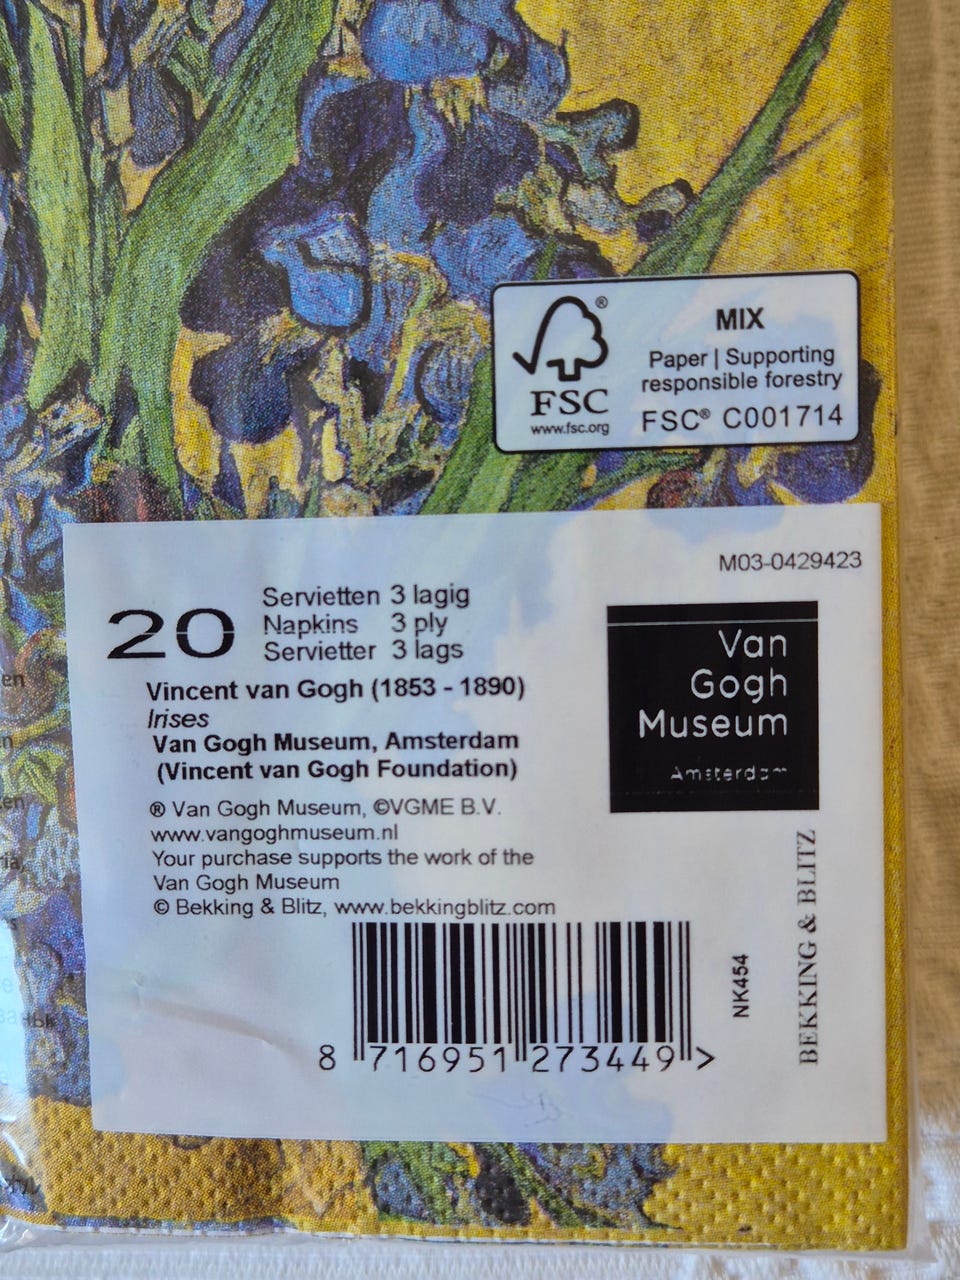 ®
MIX
Paper | Supporting
responsible forestry
FSC
www.fsc.org
FSC® C001714
M03-0429423
20
Servietten 3 lagig
Napkins 3 ply
Servietter 3 lags
Vincent van Gogh (1853 - 1890)
Irises
Van Gogh Museum, Amsterdam
(Vincent van Gogh Foundation)
® Van Gogh Museum, ©VGME B.V.
www.vangoghmuseum.nl
Your purchase supports the work of the
Van Gogh Museum
© Bekking & Blitz, www.bekkingblitz.com
Van
Gogh
Museum
Amsterdam
BEKKING & BLITZ
NK454
8 716951 273449 >